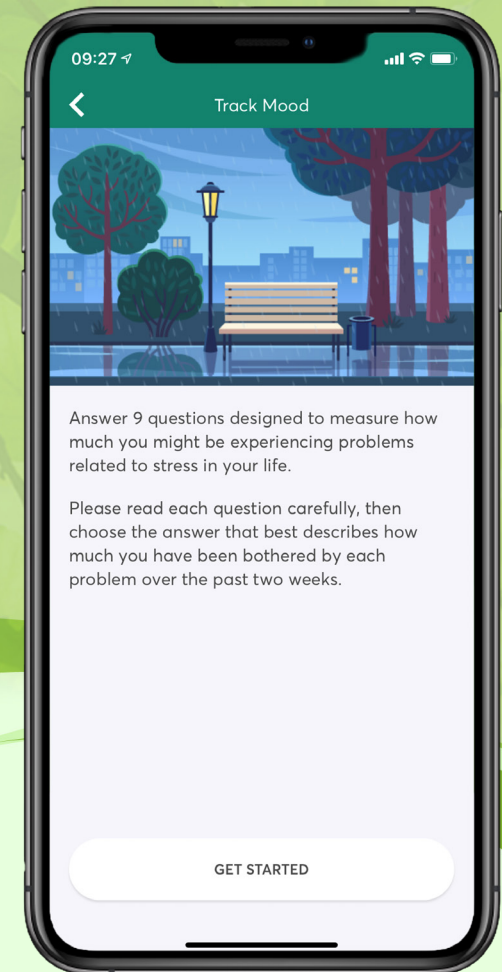 09:27
Track Mood
Answer 9 questions designed to measure how
much you might be experiencing problems
related to stress in your life.
Please read each question carefully, then
choose the answer that best describes how
much you have been bothered by each
problem over the past two weeks.
GET STARTED